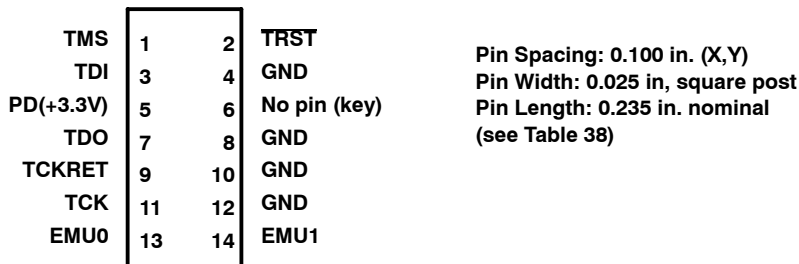 TMS 1 2 TRST
TDI 3 4 GND
PD(+3.3V) 5 6 No pin (key)
TDO 7 8 GND
TCKRET 9 10 GND
TCK 11 12 GND
EMU0 13 14 EMU1
Pin Spacing: 0.100 in. (X,Y)
Pin Width: 0.025 in, square post
Pin Length: 0.235 in. nominal
(see Table 38)